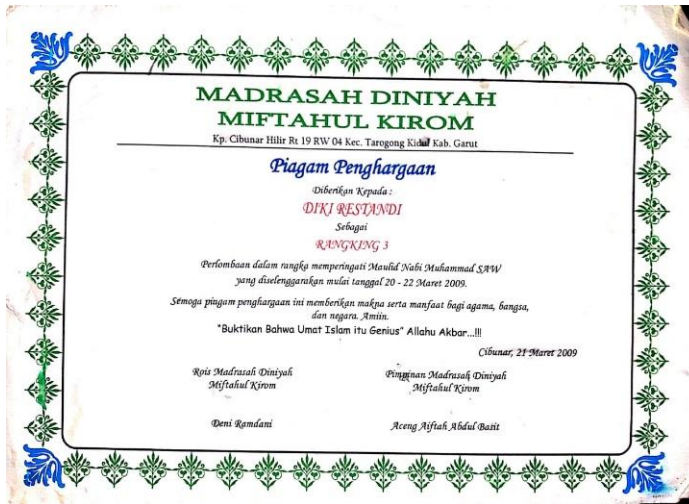 MADRASAH DINIYAH
MIFTAHUL KIROM
Kp. Cibunar Hilir Rt 19 RW 04 Kec. Tarogong Kidul Kab. Garut
Piagam Penghargaan
Diberikan Kepada :
DIKI RESTANDI
Sebagai
RANGKING 3
Perlombaan dalam rangka memperingati Maulid Nabi Muhammad SAW
yang diselenggarakan mulai tanggal 20 - 22 Maret 2009.
Semoga piagam penghargaan ini memberikan makna serta manfaat bagi agama, bangsa,
dan negara. Amiin.
"Buktikan Bahwa Umat Islam itu Genius" Allahu Akbar...!!!
Cibunar, 21 Maret 2009
Rois Madrasah Diniyah Pimpinan Madrasah Diniyah
Miftahul Kirom Miftahul Kirom
Deni Ramdani Aceng Aiftah Abdul Basit